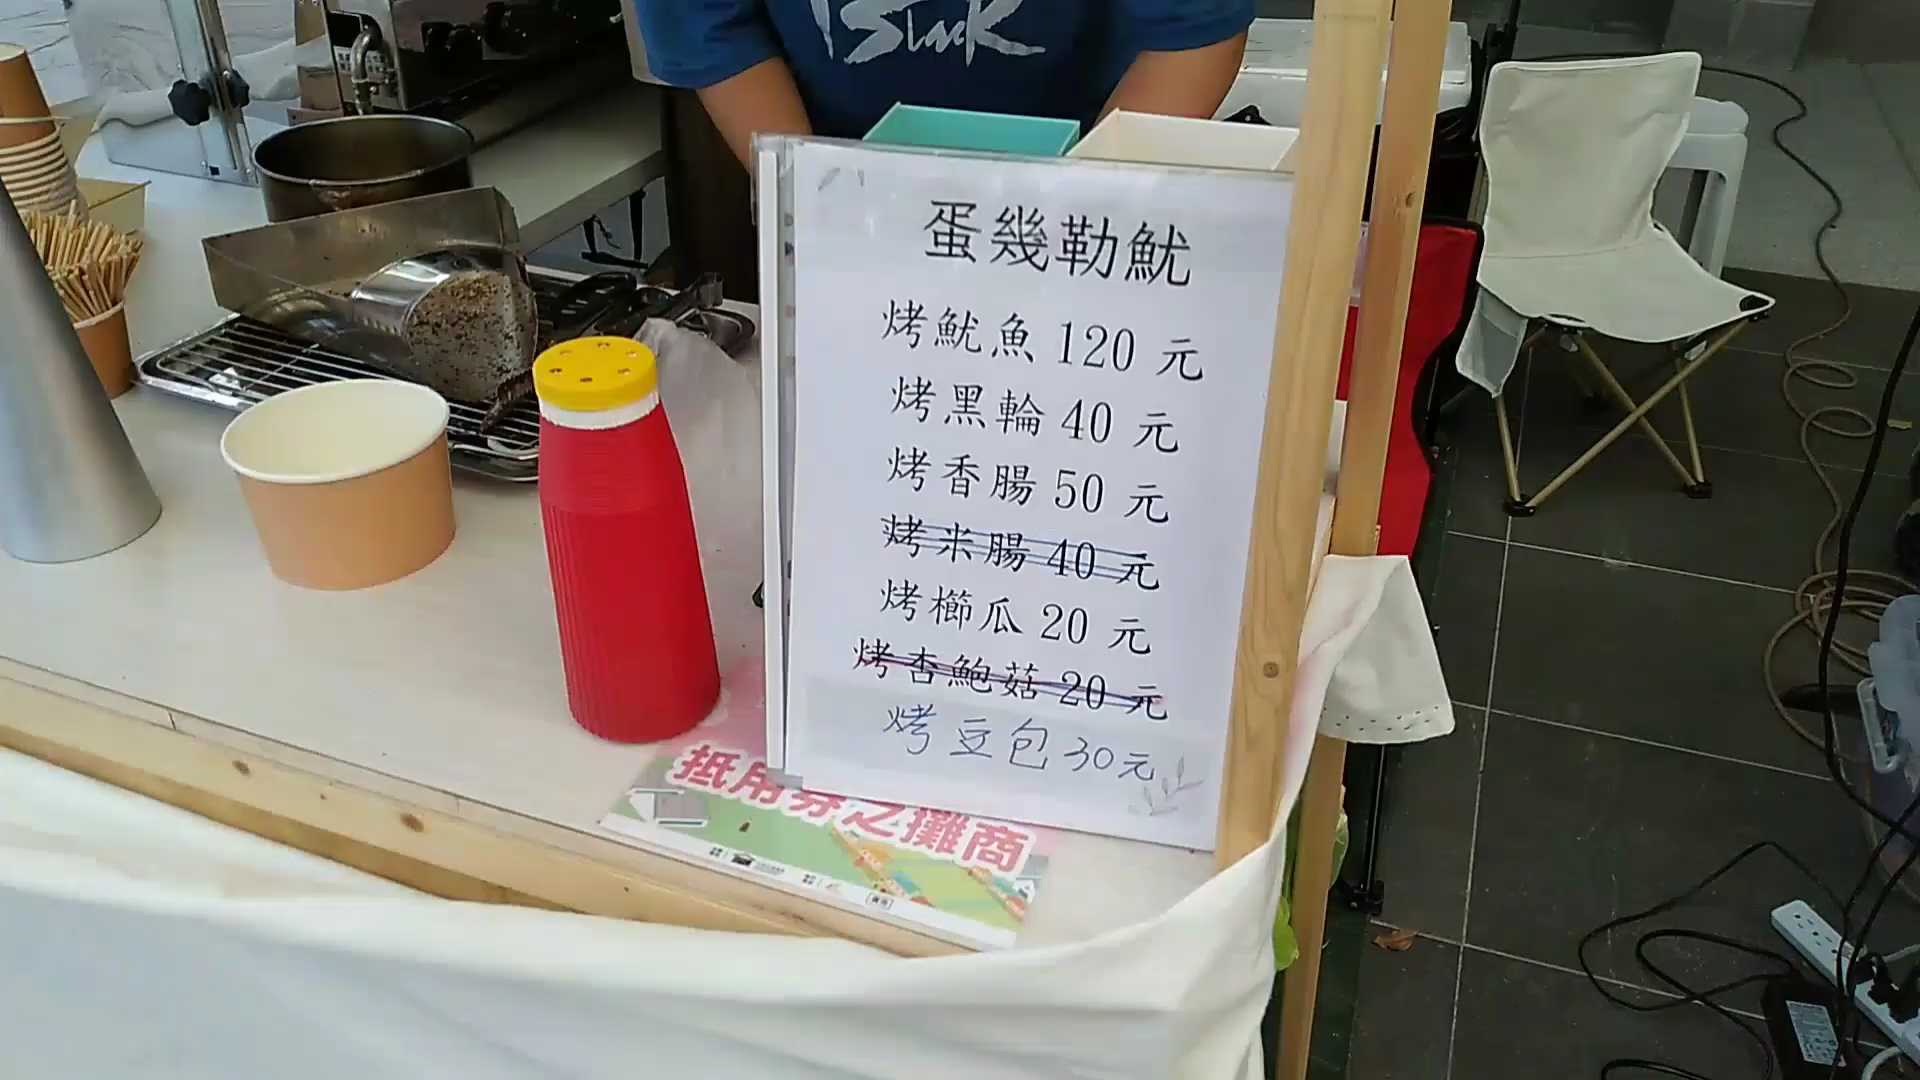 Black
蛋幾勒魷
烤魷魚 120 元
烤黑輪 40 元
烤香腸 50 元
烤米腸 40 元
烤櫛瓜 20 元
烤杏鮑菇 20 元
烤豆包30元
抵用券之攤商